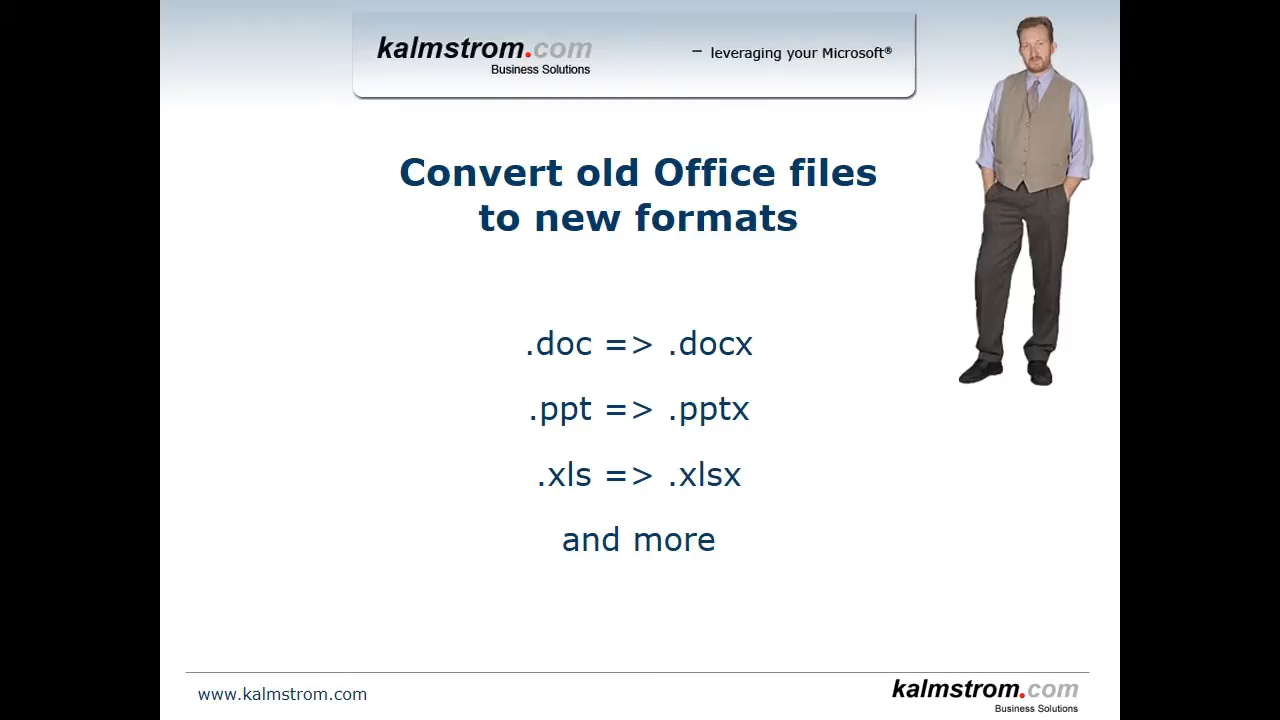 kalmstrom.com
Business Solutions
– leveraging your Microsoft®
Convert old Office files
to new formats
.doc => .docx
.ppt => .pptx
.xls => .xlsx
and more
www.kalmstrom.com
kalmstrom.com
Business Solutions